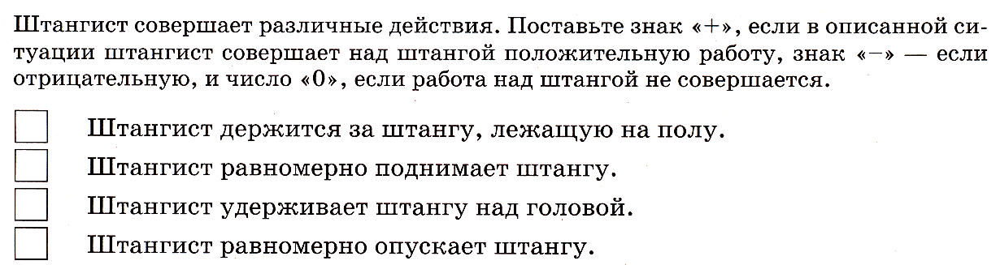 Штангист совершает различные действия. Поставьте знак «+», если в описанной си-
туации штангист совершает над штангой положительную работу, знак «−» — если
отрицательную, и число «0», если работа над штангой не совершается.
Штангист держится за штангу, лежащую на полу.
Штангист равномерно поднимает штангу.
Штангист удерживает штангу над головой.
Штангист равномерно опускает штангу.